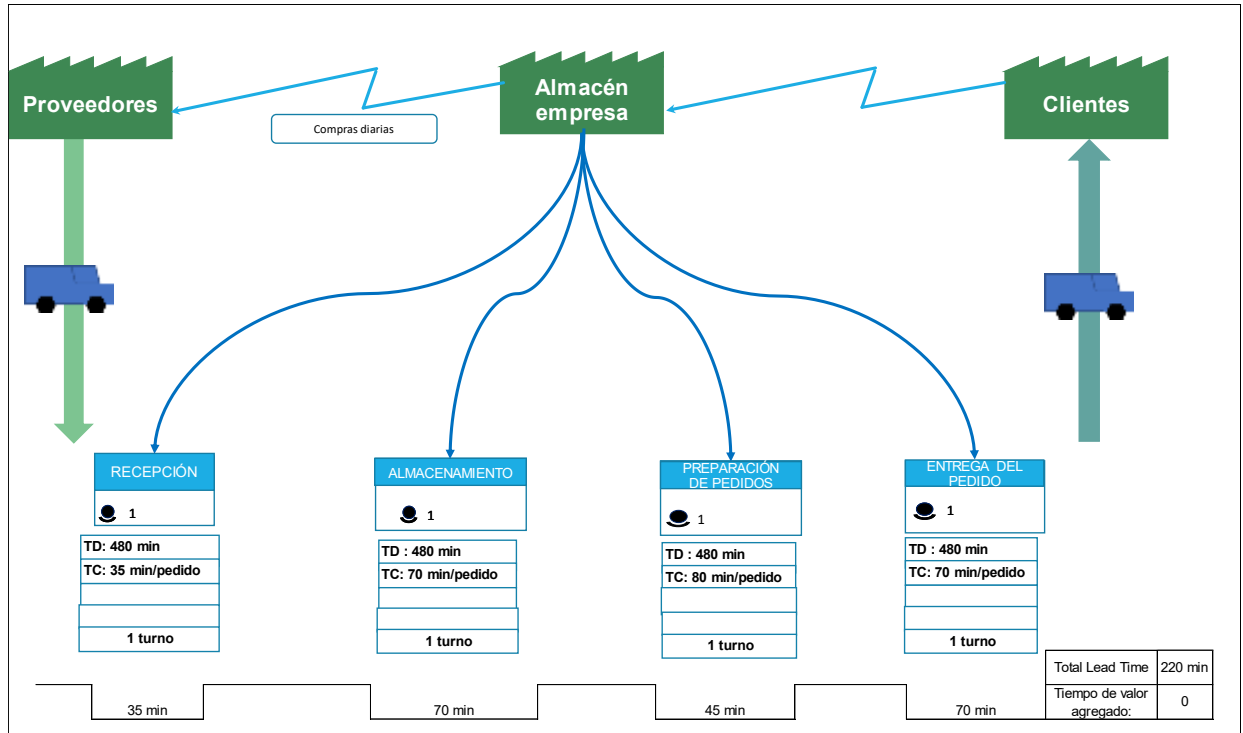 Proveedores
Almacén
empresa
Clientes
Compras diarias
RECEPCIÓN
1
TD: 480 min
TC: 35 min/pedido
1 turno
ALMACENAMIENTO
1
TD : 480 min
TC: 70 min/pedido
1 turno
PREPARACIÓN
DE PEDIDOS
1
TD : 480 min
TC: 80 min/pedido
1 turno
ENTREGA DEL
PEDIDO
1
TD : 480 min
TC: 70 min/pedido
1 turno
35 min
70 min
45 min
70 min
Total Lead Time 220 min
Tiempo de valor
agregado: 0